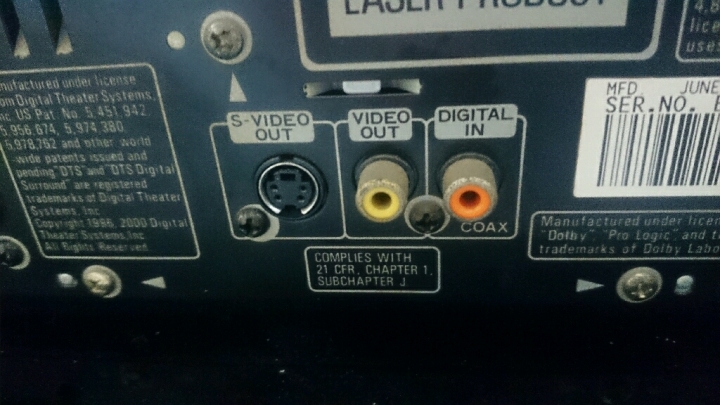 LASER PRODUCT
4,8
lice
use
nufactured under license
om Digital Theater Systems,
nc US Pat. No. 5,451,942
5,956,674, 5,974,380,
5,978,762 and other world
-wide patents issued and
pending "DTS" and "DTS Digital
Surround" are registered
trademarks of Digital Theater
Systems, Inc
Copyright 1996, 2000 Digital
Theater Systems, Inc
All Rights Reserved
S-VIDEO
OUT
VIDEO
OUT
DIGITAL
IN
COAX
COMPLIES WITH
21 CFR, CHAPTER 1,
SUBCHAPTER J.
MFD JUNE
SER.NO.
Manufactured under licen
"Dolby" "Pro Logic" and t
trademarks of Dolby Labo